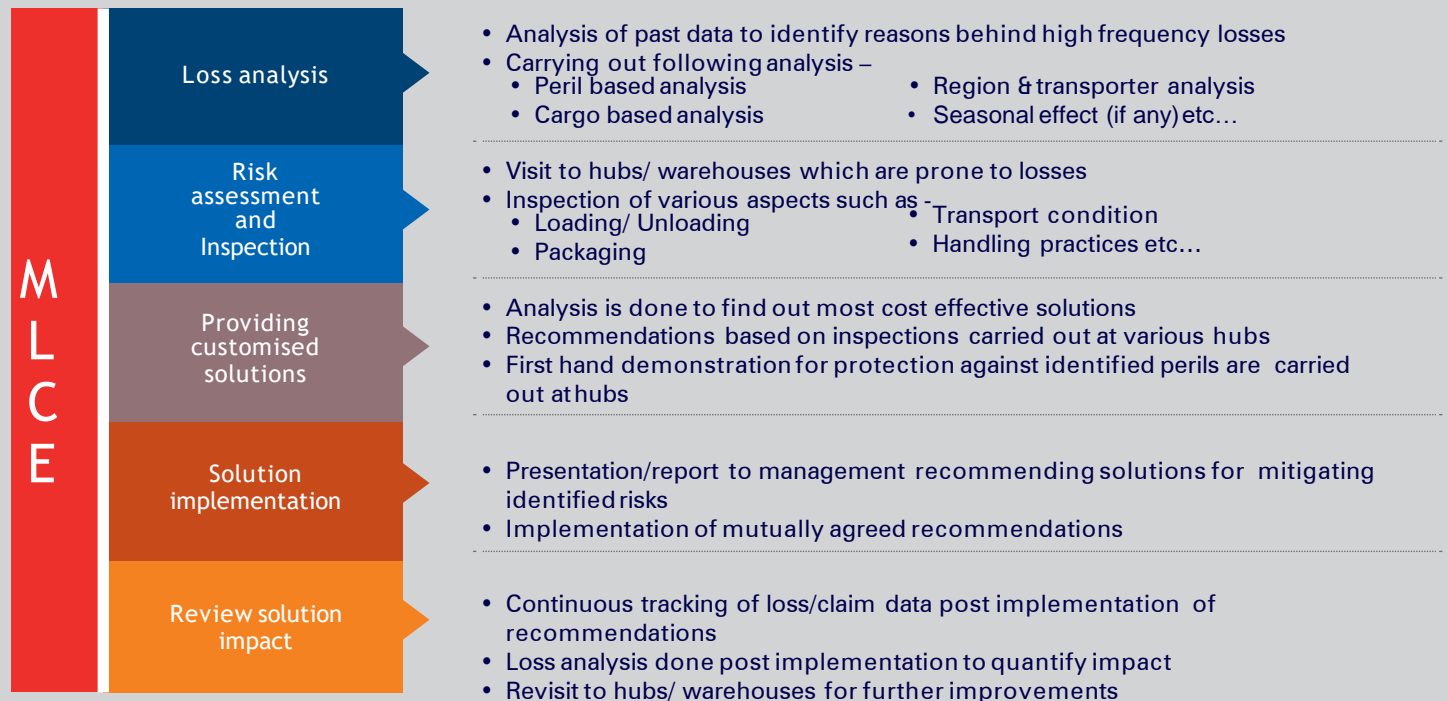 M
L
C
E
Loss analysis
• Analysis of past data to identify reasons behind high frequency losses
• Carrying out following analysis –
• Peril based analysis
• Cargo based analysis
• Region & transporter analysis
• Seasonal effect (if any) etc…
Risk
assessment
and
Inspection
• Visit to hubs/ warehouses which are prone to losses
• Inspection of various aspects such as -
• Loading/ Unloading
• Packaging
• Transport condition
• Handling practices etc…
Providing
customised
solutions
• Analysis is done to find out most cost effective solutions
• Recommendations based on inspections carried out at various hubs
• First hand demonstration for protection against identified perils are carried
out at hubs
Solution
implementation
• Presentation/report to management recommending solutions for mitigating
identified risks
• Implementation of mutually agreed recommendations
Review solution
impact
• Continuous tracking of loss/claim data post implementation of
recommendations
• Loss analysis done post implementation to quantify impact
• Revisit to hubs/ warehouses for further improvements